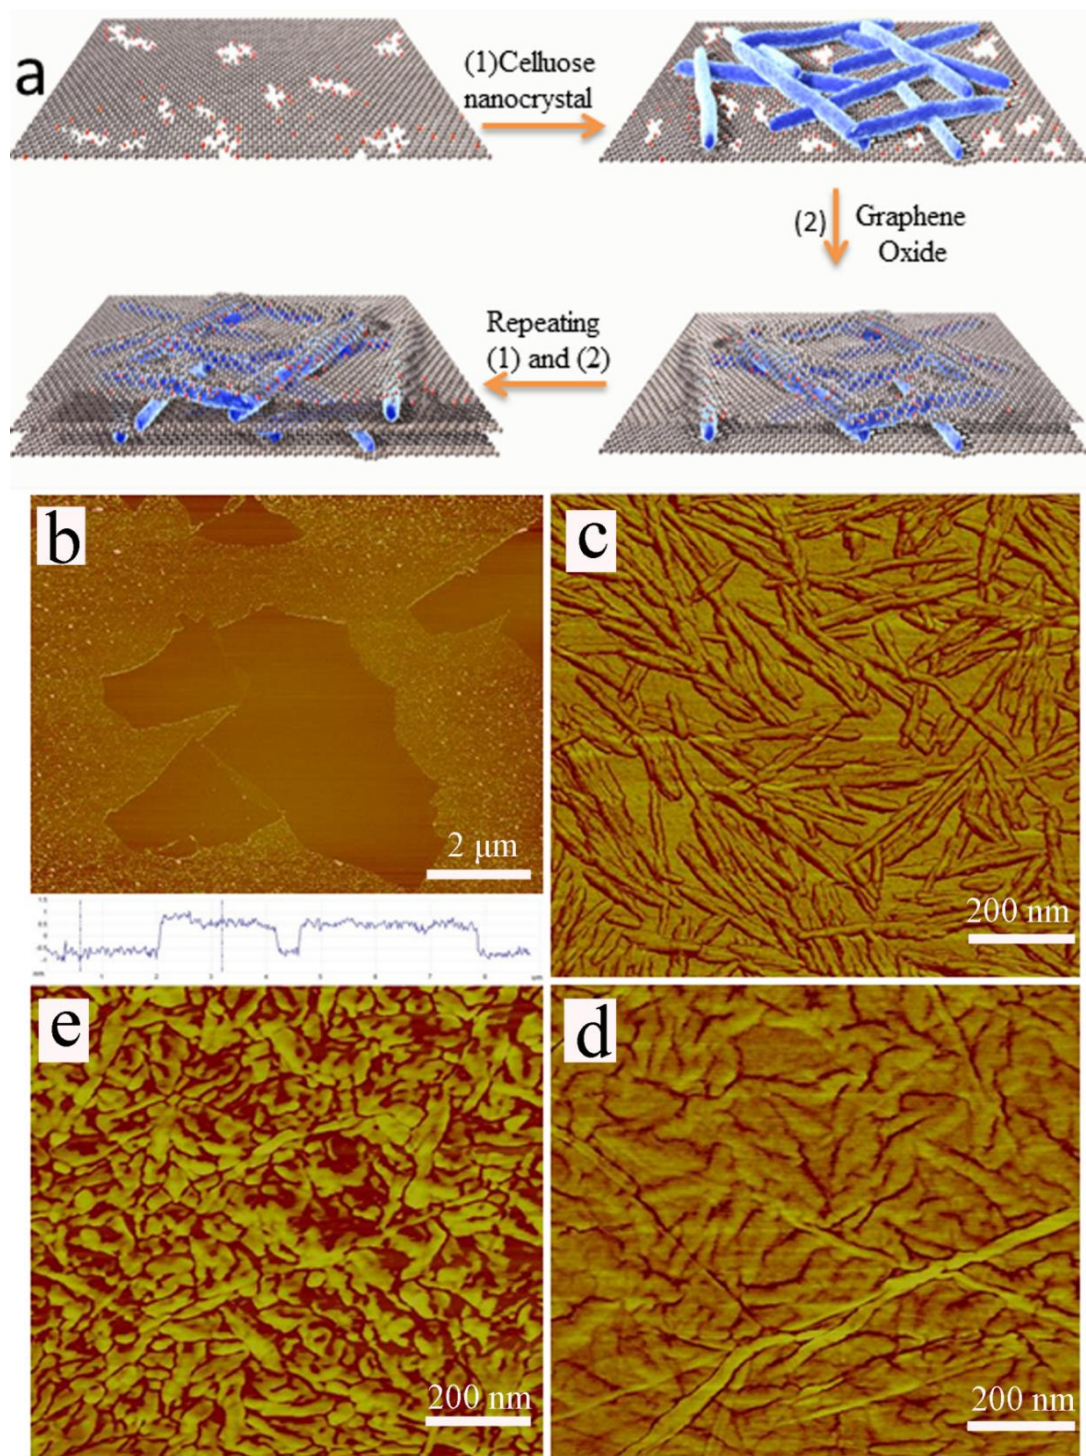 a
(1)Celluose
nanocrystal
(2)
Graphene
Oxide
Repeating
(1) and (2)
b
2 μm
c
200 nm
e
200 nm
d
200 nm